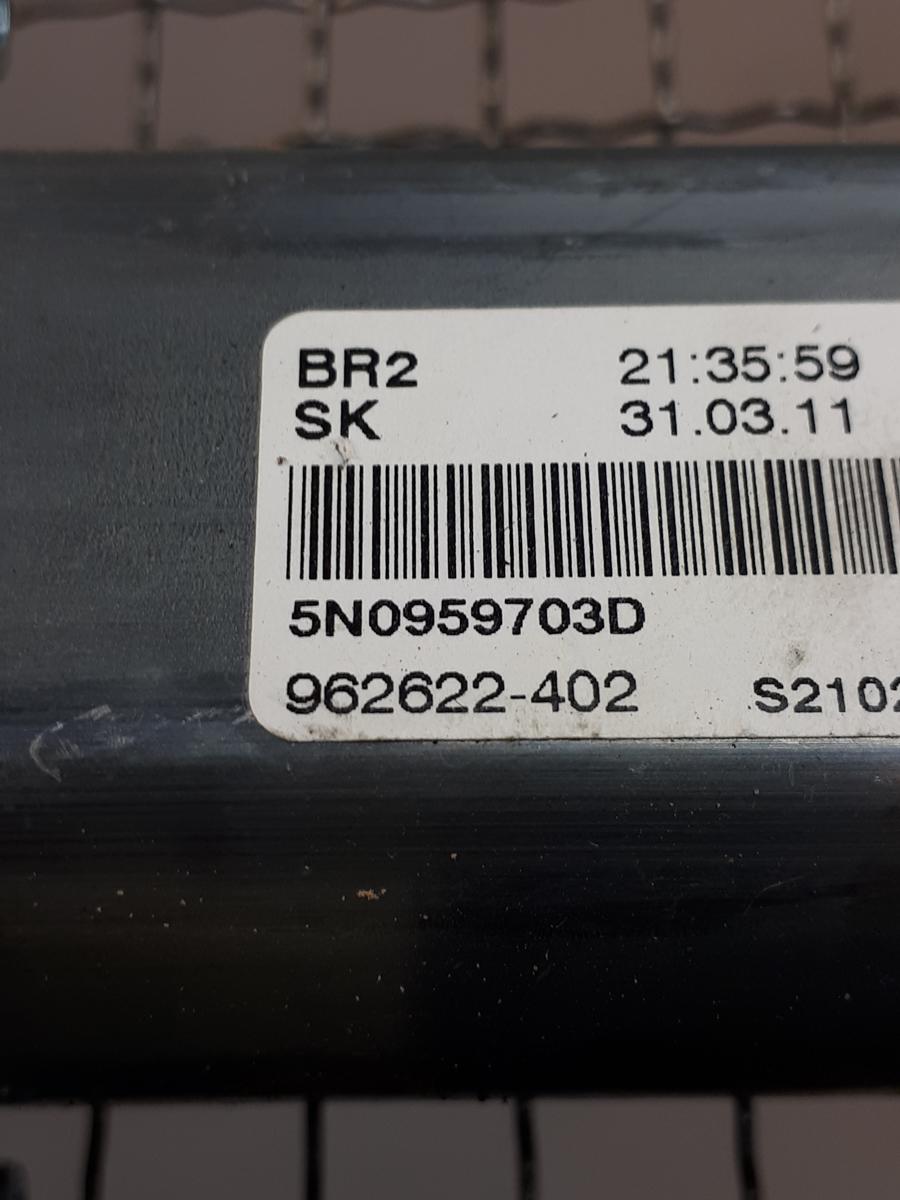 BR2 21:35:59
SK 31.03.11
5N0959703D
962622-402 S2102